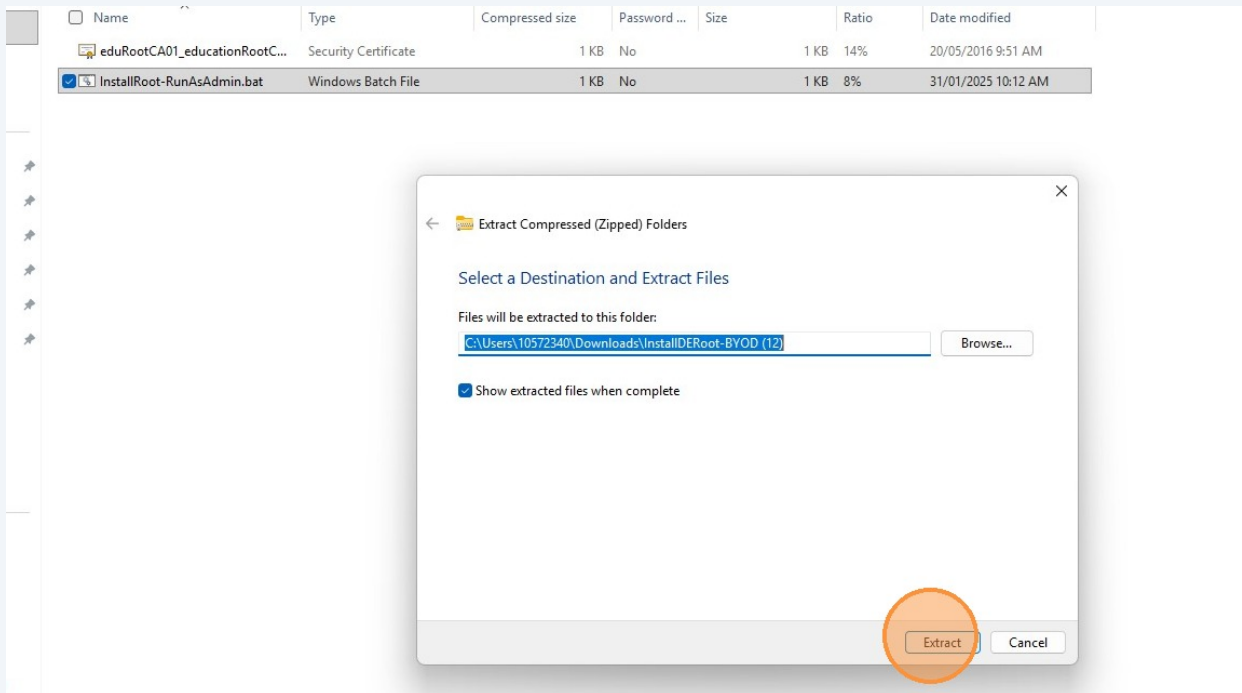 Name Type Compressed size Password ... Size Ratio Date modified
eduRootCA01_educationRootC... Security Certificate 1 KB No 1 KB 14% 20/05/2016 9:51 AM
InstallRoot-RunAsAdmin.bat Windows Batch File 1 KB No 1 KB 8% 31/01/2025 10:12 AM
Extract Compressed (Zipped) Folders
Select a Destination and Extract Files
Files will be extracted to this folder:
C:\Users\10572340\Downloads\InstallDERoot-BYOD (12) Browse...
Show extracted files when complete
Extract Cancel